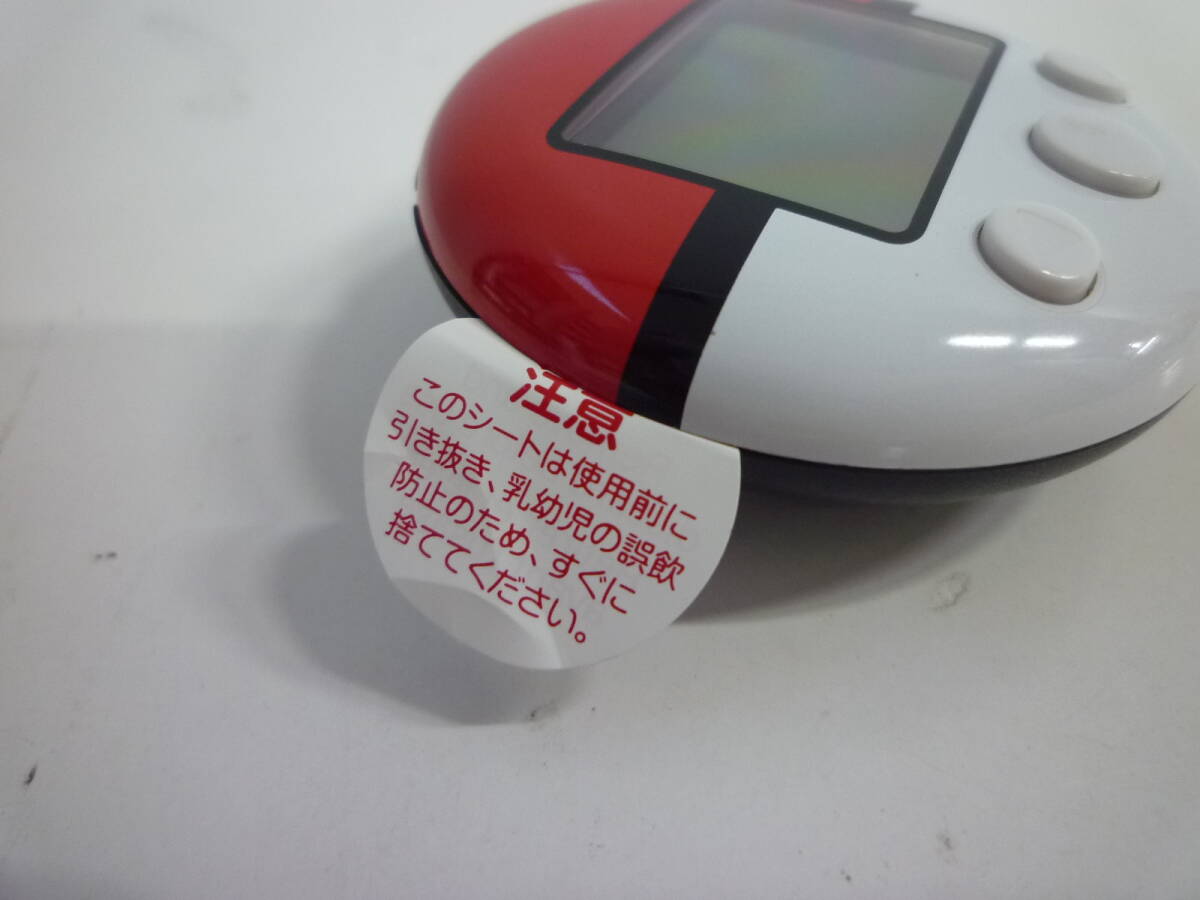 注意
このシートは使用前に
引き抜き、乳幼児の誤飲
防止のため、すぐに
捨ててください。